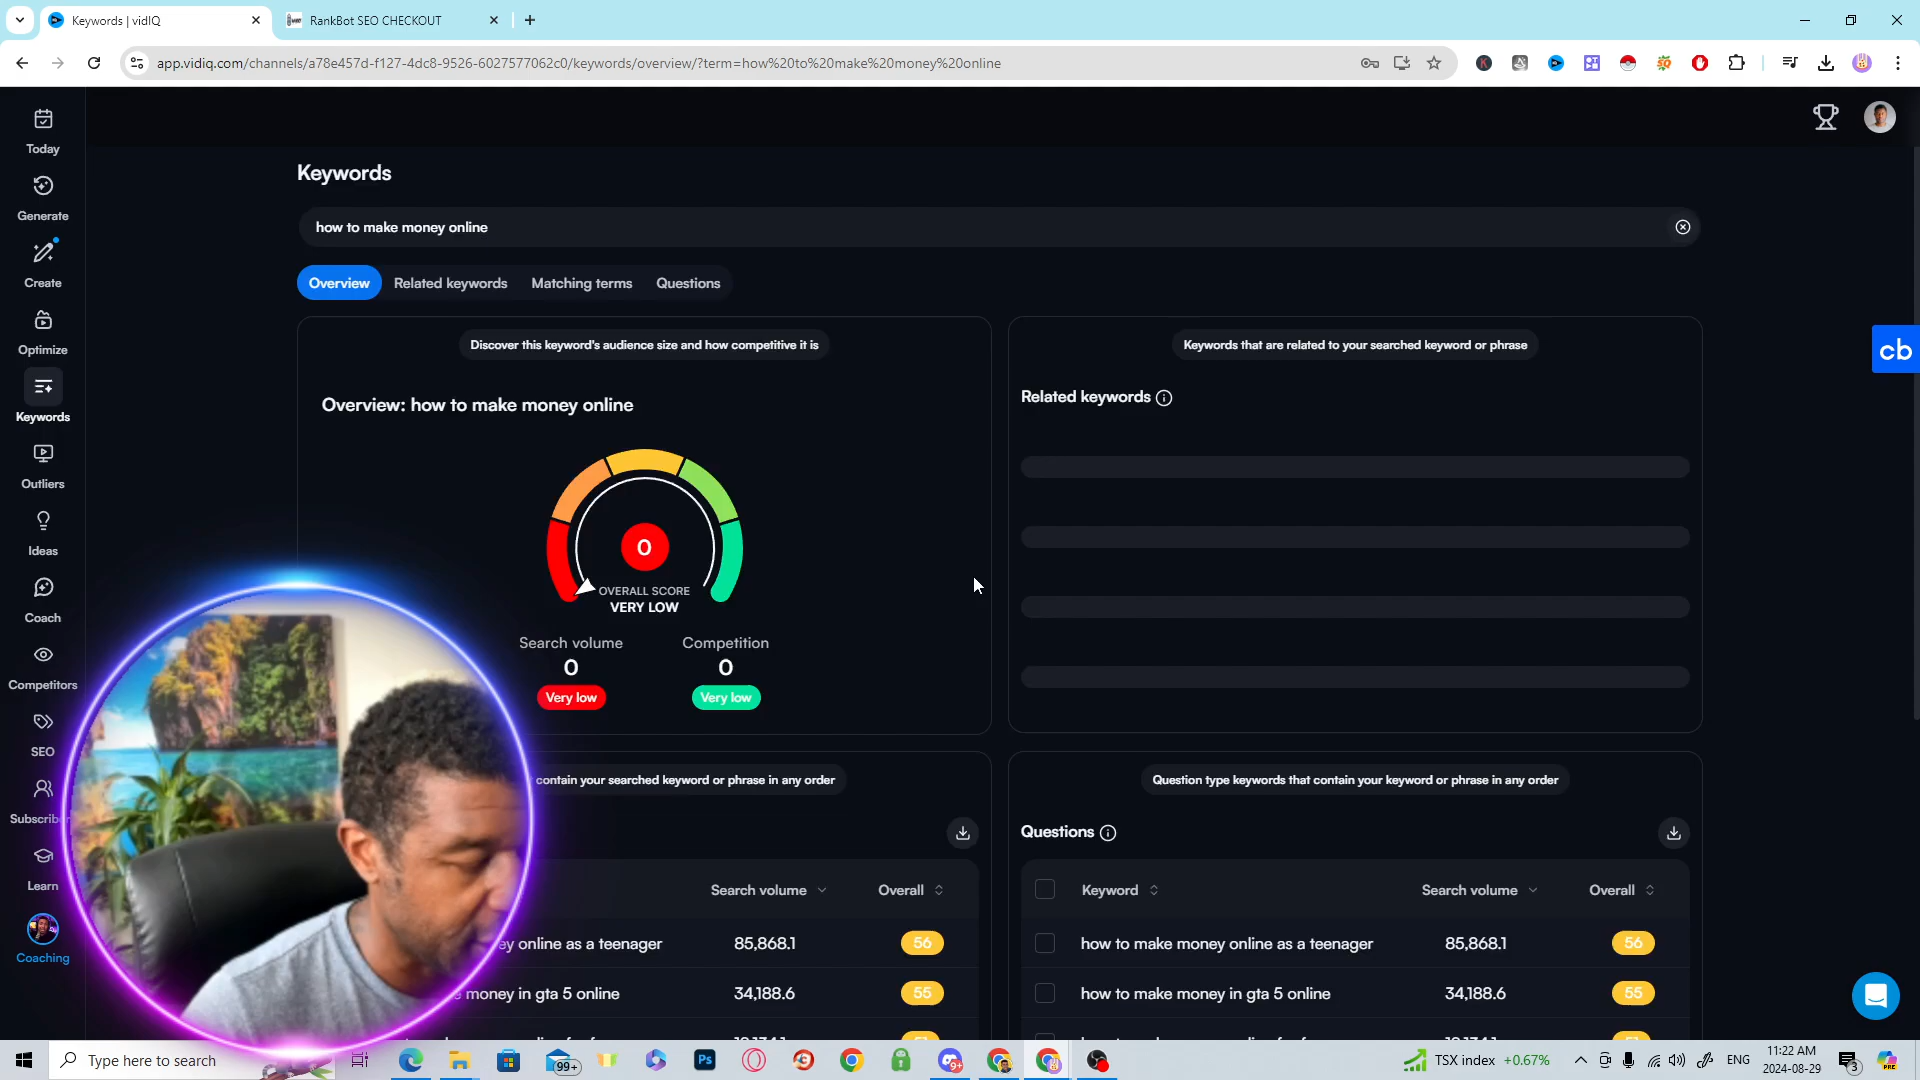 Keywords | vidIQ
RankBot SEO CHECKOUT
app.vidiq.com/channels/a78e457d-f127-4dc8-9526-6027577062c0/keywords/overview/?term=how%20to%20make%20money%20online
Today
Generate
Create
Optimize
Keywords
Outliers
Ideas
Coach
Competitors
SEO
Learn
Coaching
Keywords
how to make money online
Overview Related keywords Matching terms Questions
Discover this keyword's audience size and how competitive it is
Overview: how to make money online
0
OVERALL SCORE
VERY LOW
Search volume Competition
0 0
Very low Very low
Keywords that are related to your searched keyword or phrase
Related keywords
cb
contain your searched keyword or phrase in any order
Search volume Overall
online as a teenager 85,868.1 56
money in gta 5 online 34,188.6 55
Question type keywords that contain your keyword or phrase in any order
Questions
Keyword Search volume Overall
how to make money online as a teenager 85,868.1 56
how to make money in gta 5 online 34,188.6 55
Type here to search
99+
Ps
9+
TSX index +0.67%
ENG
11:22 AM
2024-08-29
3
PRE